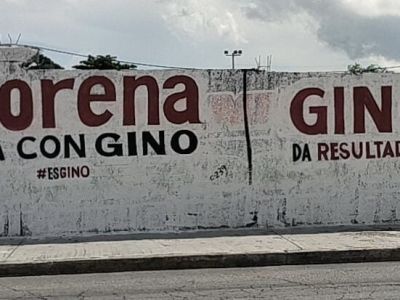 orena
A CON GINO
#ESGINO
GIN
DA RESULTAD